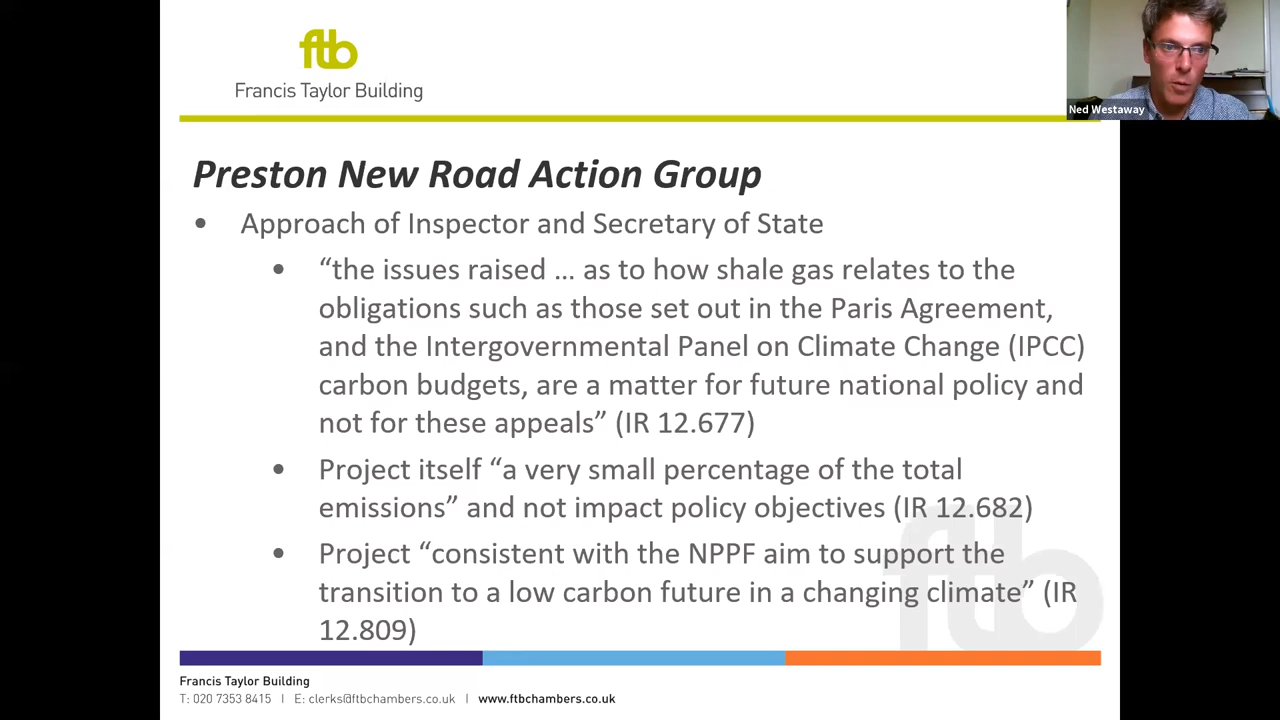 ftb
Francis Taylor Building
Ned Westaway
Preston New Road Action Group
• Approach of Inspector and Secretary of State
• “the issues raised … as to how shale gas relates to the
obligations such as those set out in the Paris Agreement,
and the Intergovernmental Panel on Climate Change (IPCC)
carbon budgets, are a matter for future national policy and
not for these appeals” (IR 12.677)
• Project itself “a very small percentage of the total
emissions” and not impact policy objectives (IR 12.682)
• Project “consistent with the NPPF aim to support the
transition to a low carbon future in a changing climate” (IR
12.809)
ftb
Francis Taylor Building
T: 020 7353 8415 | E: clerks@ftbchambers.co.uk | www.ftbchambers.co.uk